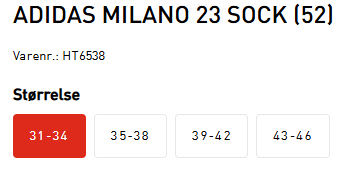 ADIDAS MILANO 23 SOCK (52)
Varenr.: HT6538
Størrelse
31-34 35-38 39-42 43-46